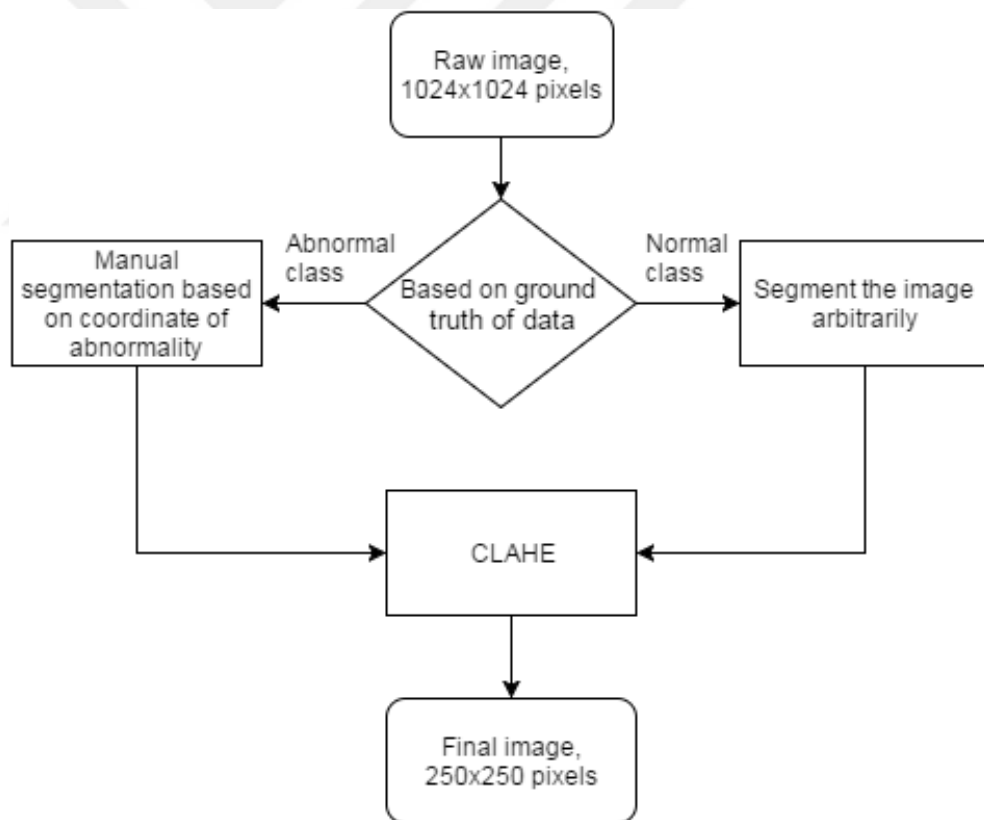 Raw image,
1024x1024 pixels
Abnormal
class
Normal
class
Manual
segmentation based
on coordinate of
abnormality
Based on ground
truth of data
Segment the image
arbitrarily
CLAHE
Final image,
250x250 pixels